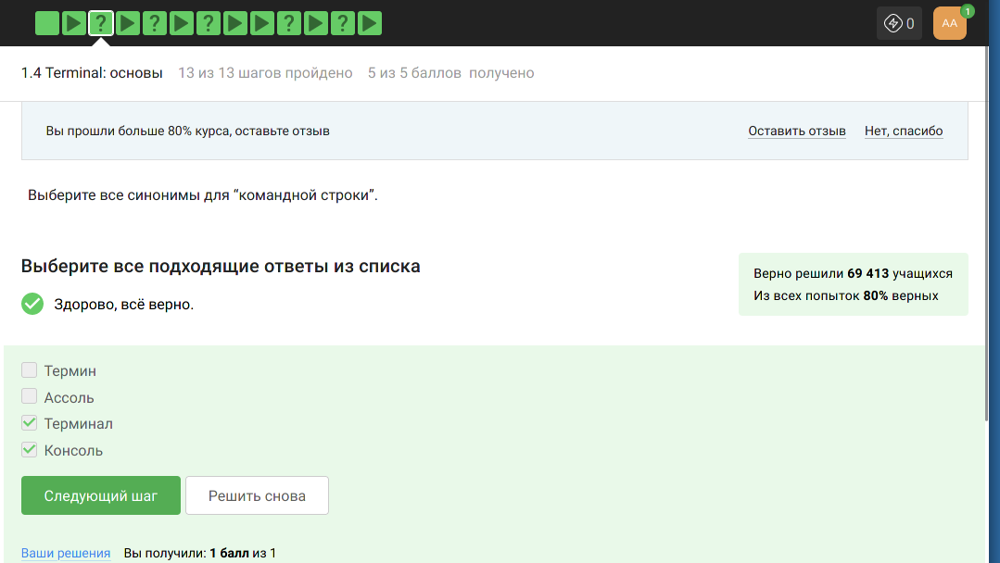 ? ? ? ? ?
0
AA
1
1.4 Terminal: основы 13 из 13 шагов пройдено 5 из 5 баллов получено
Вы прошли больше 80% курса, оставьте отзыв Оставить отзыв Нет, спасибо
Выберите все синонимы для “командной строки”.
Выберите все подходящие ответы из списка
Верно решили 69 413 учащихся
Из всех попыток 80% верных
Здорово, всё верно.
Термин
Ассоль
Терминал
Консоль
Следующий шаг Решить снова
Ваши решения Вы получили: 1 балл из 1